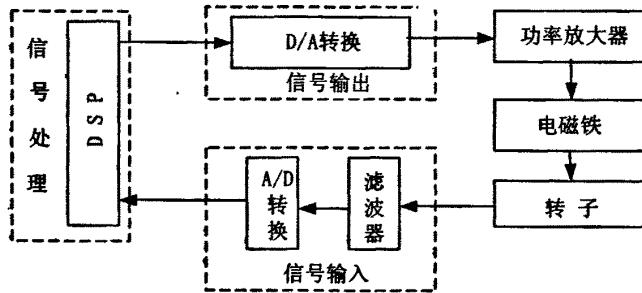 信号处理
DSP
D/A转换
信号输出
功率放大器
电磁铁
转子
滤波器
A/D
转换
信号输入